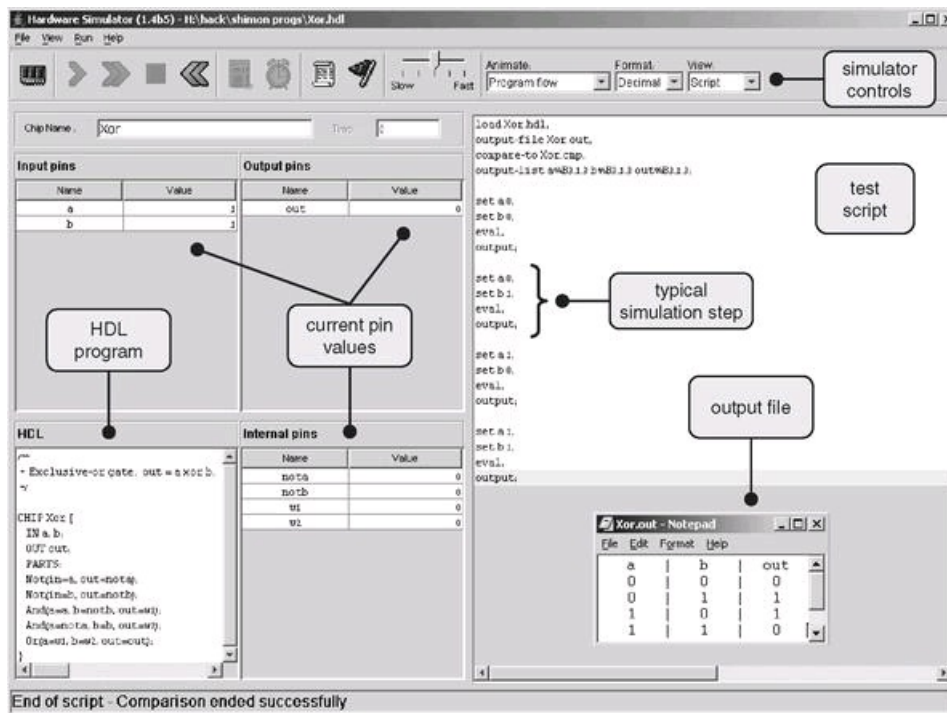 Hardware Simulator (1.4b5) - H:\hack\shimon progs\Xor.hdl
File View Run Help
Animate:
Format:
View:
Slow Fast
Program flow
Decimal
Script
simulator
controls
Chip Name :
Xor
Time :
0
Input pins
Name Value
a 1
b 1
Output pins
Name Value
out 0
HDL
program
current pin
values
HDL
/**
* Exclusive-or gate. out = a xor b.
*/
CHIP Xor {
IN a, b;
OUT out;
PARTS:
Not(in=a, out=nota);
Not(in=b, out=notb);
And(a=a, b=notb, out=w1);
And(a=nota, b=b, out=w2);
Or(a=w1, b=w2, out=out);
}
Internal pins
Name Value
nota 0
notb 0
w1 0
w2 0
load Xor.hdl,
output-file Xor.out,
compare-to Xor.cmp,
output-list a%B3.1.3 b%B3.1.3 out%B3.1.3;
set a 0,
set b 0,
eval,
output;
set a 0,
set b 1,
eval,
output;
set a 1,
set b 0,
eval,
output;
set a 1,
set b 1,
eval,
output;
test
script
typical
simulation step
output file
Xor.out - Notepad
File Edit Format Help
a | b | out
0 | 0 | 0
0 | 1 | 1
1 | 0 | 1
1 | 1 | 0
End of script - Comparison ended successfully